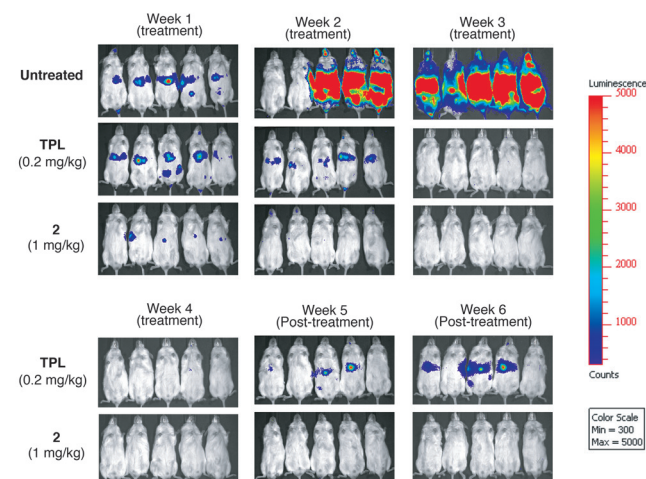 Week 1
(treatment)
Week 2
(treatment)
Week 3
(treatment)
Untreated
TPL
(0.2 mg/kg)
2
(1 mg/kg)
Luminescence
5000
4000
3000
2000
1000
Counts
Color Scale
Min = 300
Max = 5000
Week 4
(treatment)
Week 5
(Post-treatment)
Week 6
(Post-treatment)
TPL
(0.2 mg/kg)
2
(1 mg/kg)